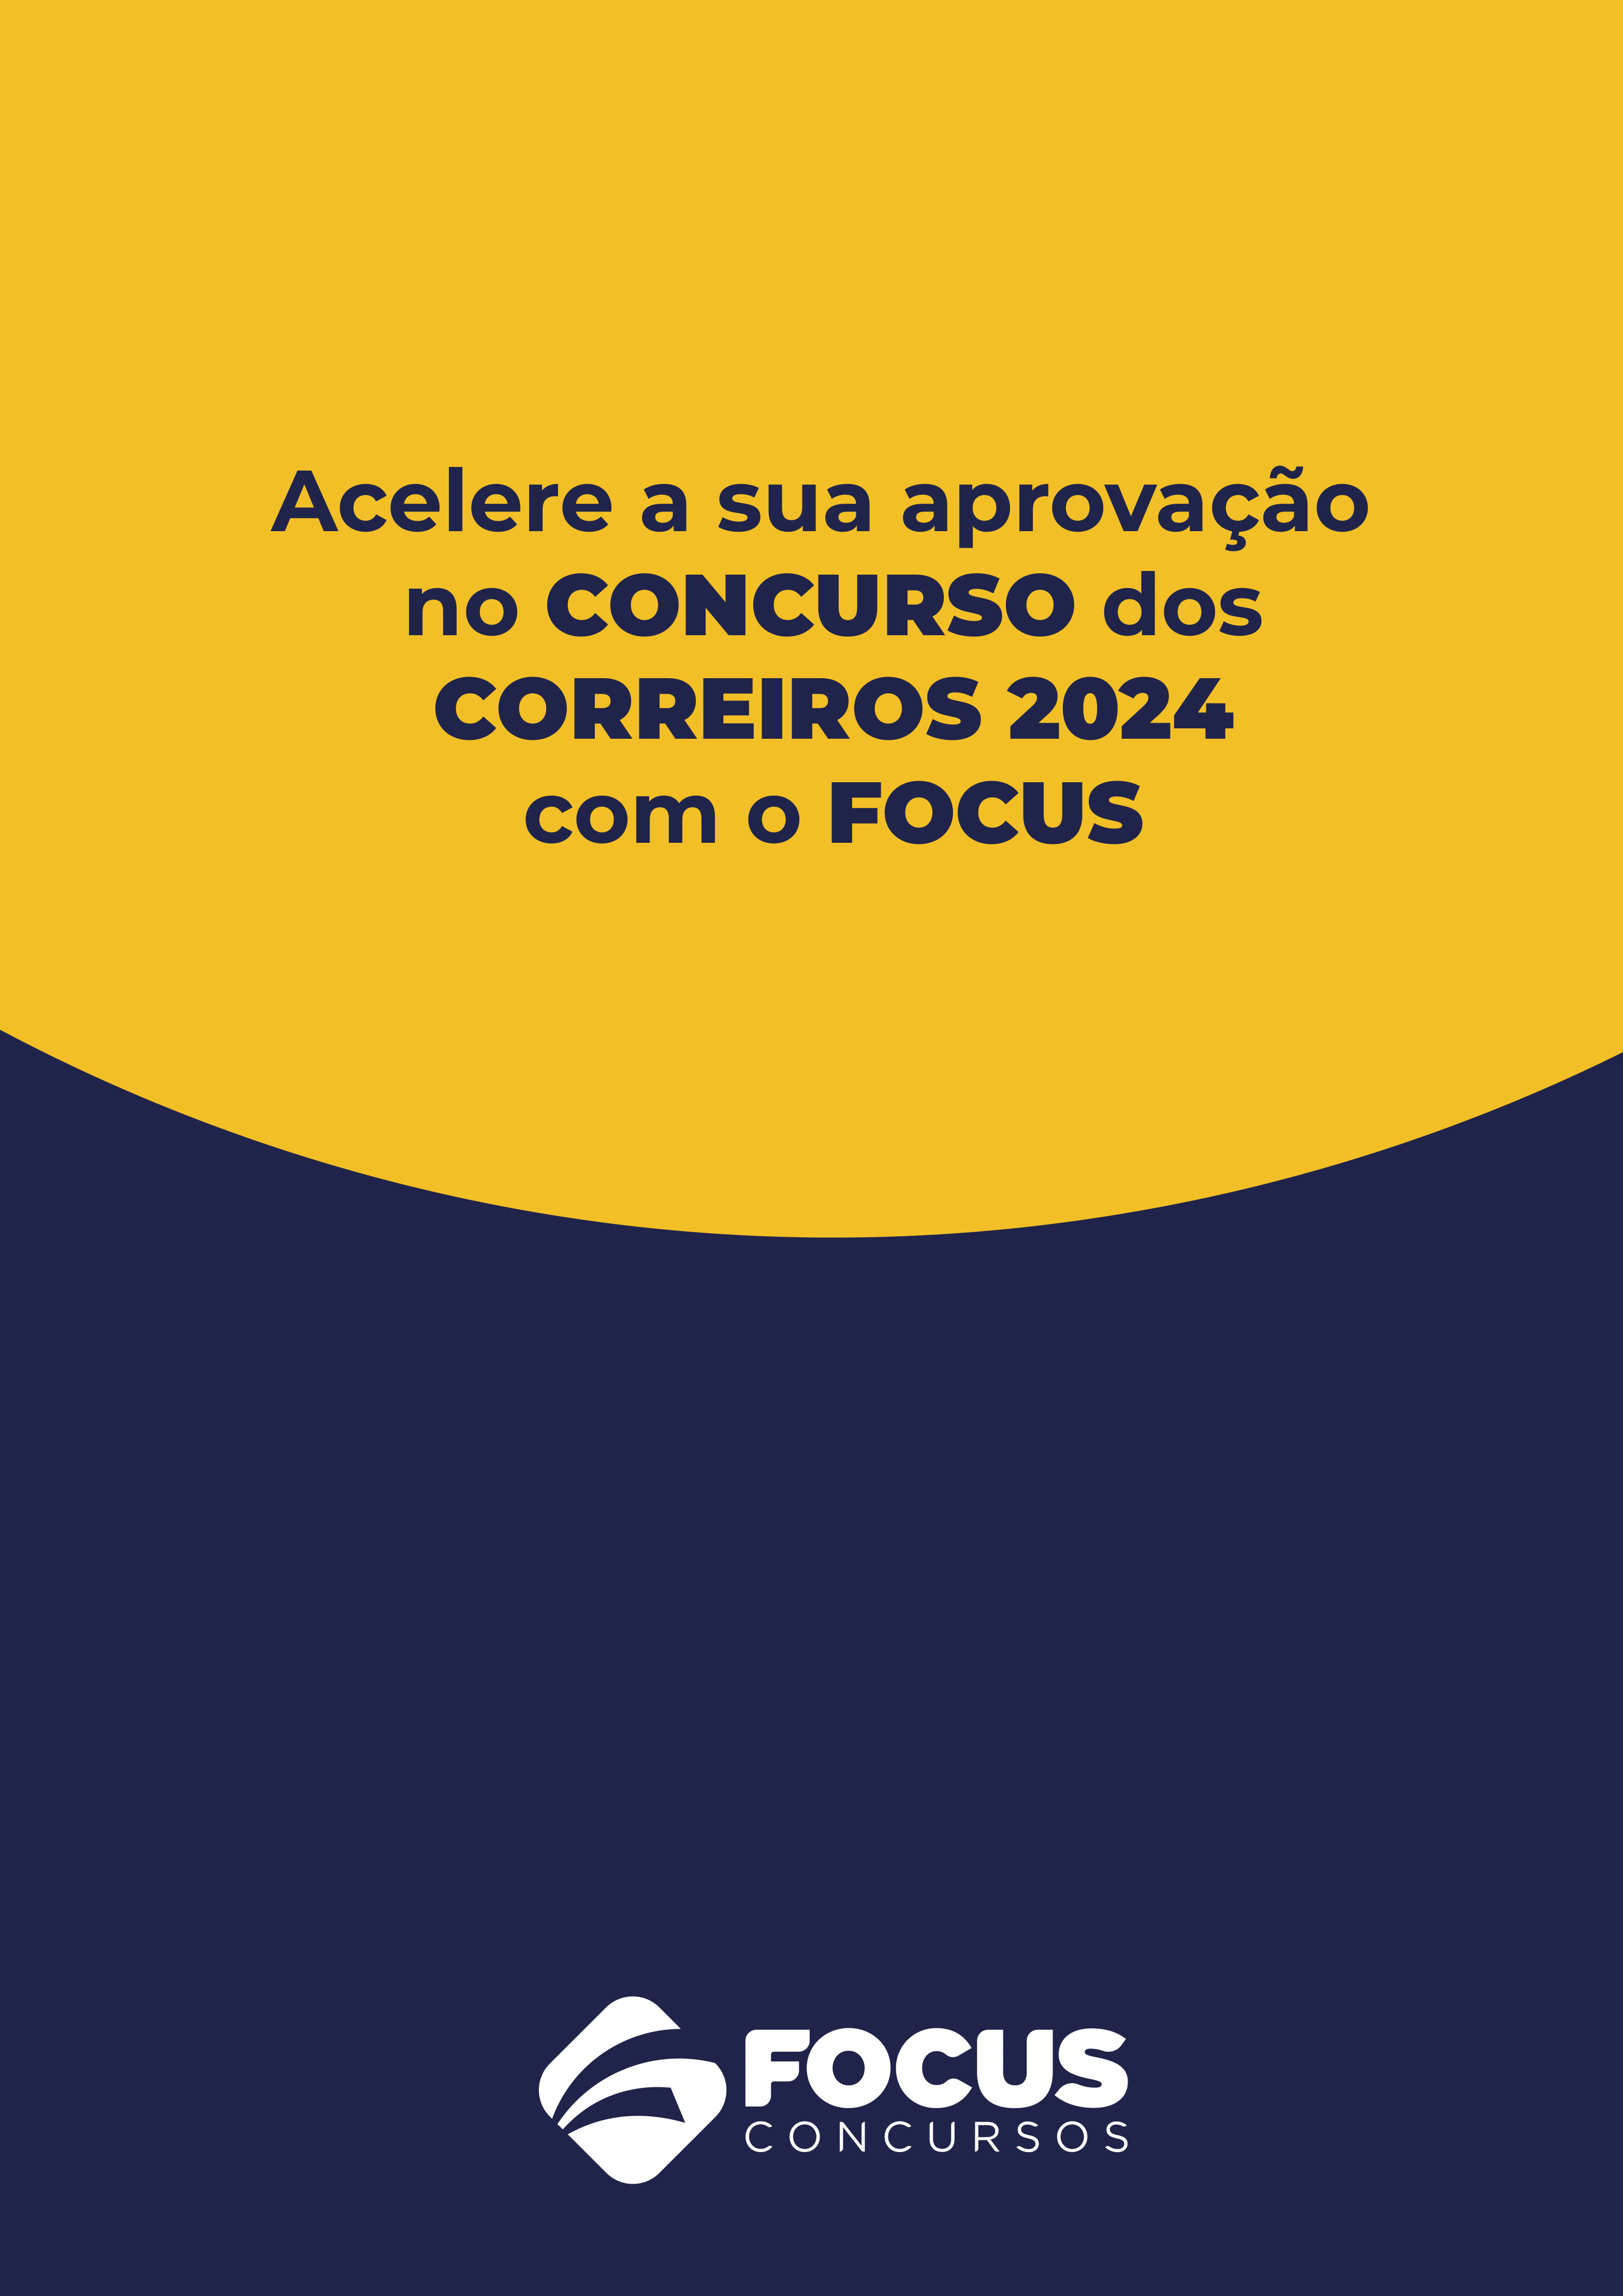 Acelere a sua aprovação
no CONCURSO dos
CORREIROS 2024
com o FOCUS
FOCUS
CONCURSOS